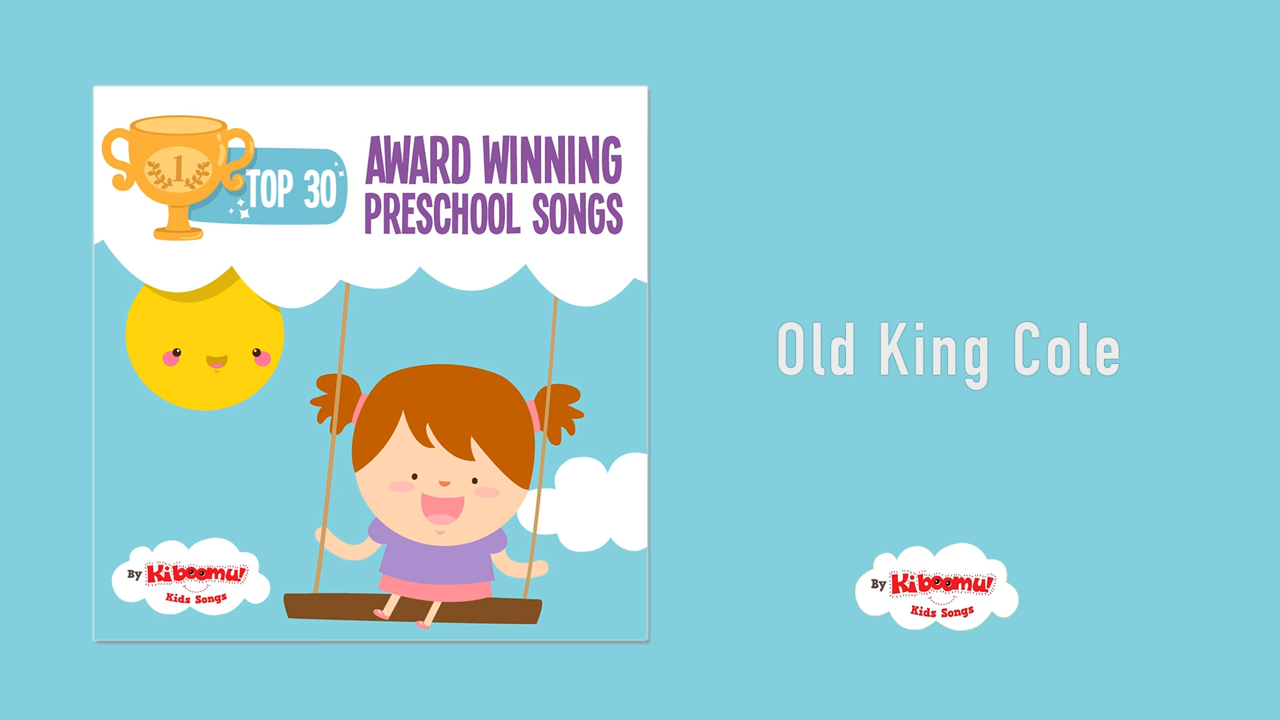 1
TOP 30
AWARD WINNING
PRESCHOOL SONGS
By Kiboomu!
Kids Songs
Old King Cole
By Kiboomu!
Kids Songs